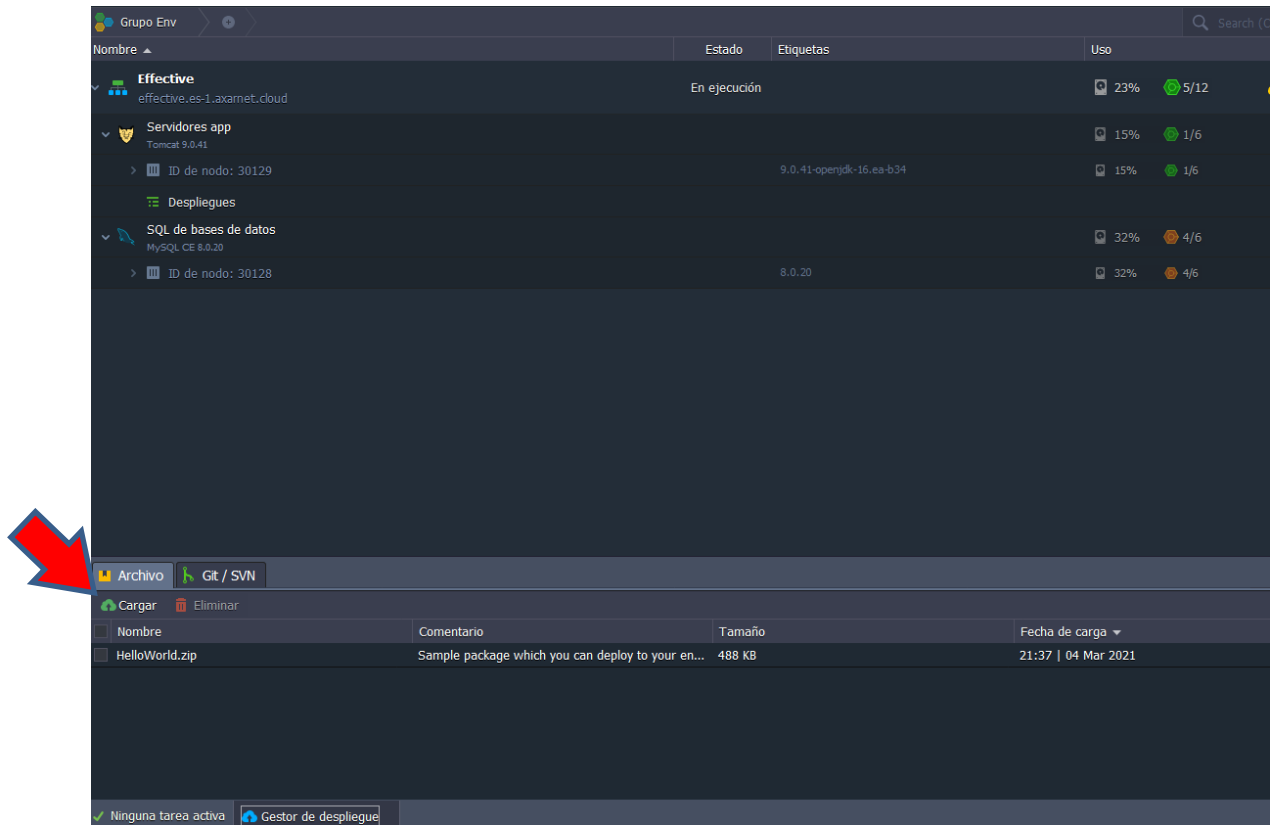 Grupo Env
Search (C
Nombre Estado Etiquetas Uso
Effective
effective.es-1.axarnet.cloud
En ejecución 23% 5/12
Servidores app
Tomcat 9.0.41
15% 1/6
ID de nodo: 30129 9.0.41-openjdk-16.ea-b34 15% 1/6
Despliegues
SQL de bases de datos
MySQL CE 8.0.20
32% 4/6
ID de nodo: 30128 8.0.20 32% 4/6
Archivo Git / SVN
Cargar Eliminar
Nombre Comentario Tamaño Fecha de carga
HelloWorld.zip Sample package which you can deploy to your en... 488 KB 21:37 | 04 Mar 2021
Ninguna tarea activa Gestor de despliegue